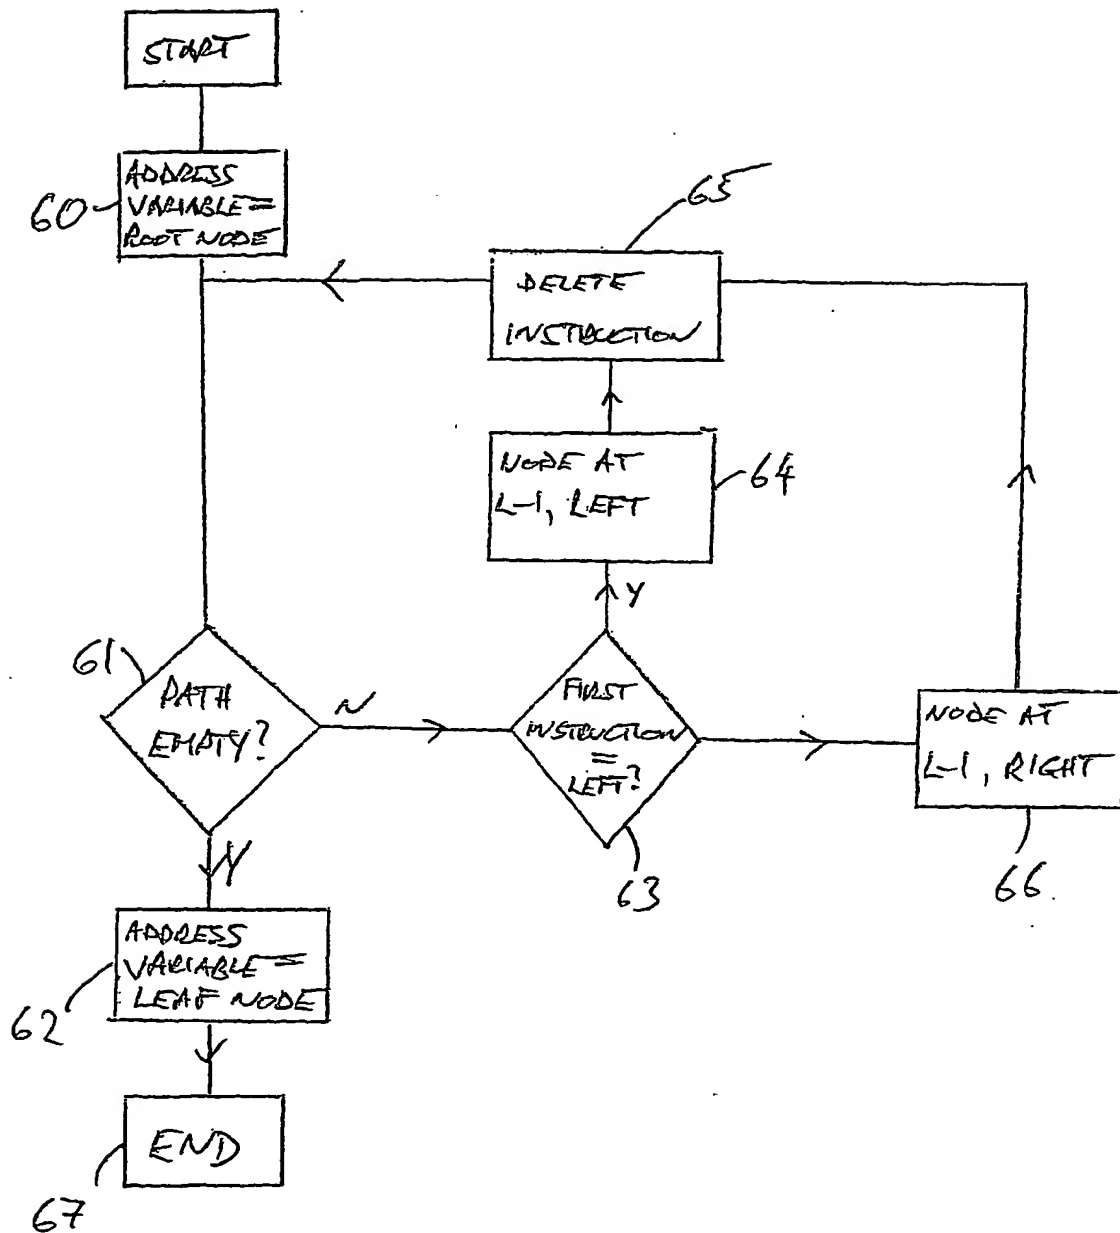 START
ADDRESS
VARIABLE =
ROOT NODE
60
65
DELETE
INSTRUCTION
NODE AT
L-1, LEFT
64
Y
61
PATH
EMPTY?
N
FIRST
INSTRUCTION
=
LEFT?
63
NODE AT
L-1, RIGHT
66
Y
ADDRESS
VARIABLE =
LEAF NODE
62
END
67